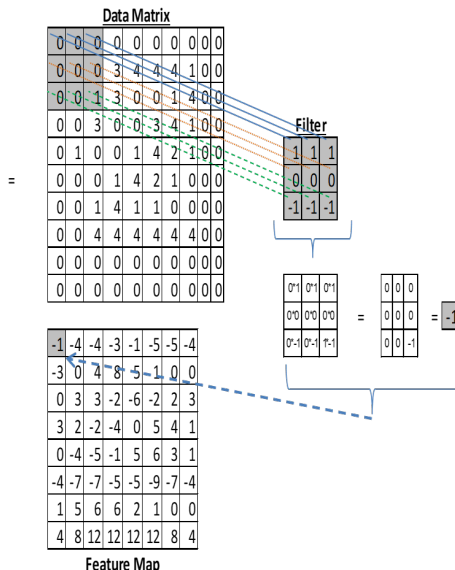 Data Matrix
0 0 0 0 0 0 0 0 0 0
0 0 0 3 4 4 4 1 0 0
0 0 1 3 0 0 1 4 0 0
0 0 3 0 0 3 4 1 0 0
Filter
0 1 0 0 1 4 2 1 0 0
1 1 1
=
0 0 0 1 4 2 1 0 0 0
0 0 0
0 0 1 4 1 1 0 0 0 0
-1 -1 -1
0 0 4 4 4 4 4 4 0 0
0 0 0 0 0 0 0 0 0 0
0 0 0 0 0 0 0 0 0 0
0*1 0*1 0*1
0*0 0*0 0*0
0*-1 0*-1 1*-1
=
0 0 0
0 0 0
0 0 -1
= -1
-1 -4 -4 -3 -1 -5 -5 -4
-3 0 4 8 5 1 0 0
0 3 3 -2 -6 -2 2 3
3 2 -2 -4 0 5 4 1
0 -4 -5 -1 5 6 3 1
-4 -7 -7 -5 -5 -9 -7 -4
1 5 6 6 2 1 0 0
4 8 12 12 12 12 8 4
Feature Map